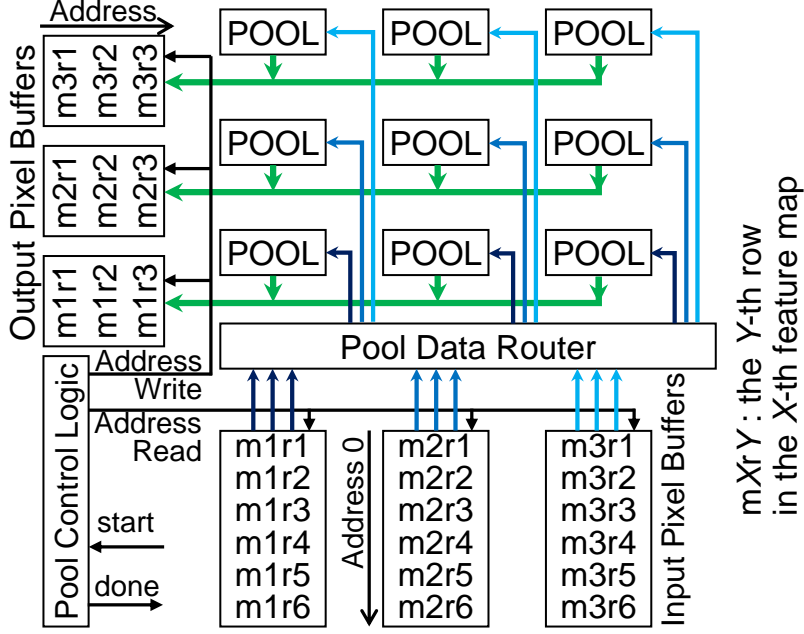 Address
Output Pixel Buffers
m3r1
m3r2
m3r3
m2r1
m2r2
m2r3
m1r1
m1r2
m1r3
POOL POOL POOL
POOL POOL POOL
POOL POOL POOL
Pool Data Router
Pool Control Logic
Address
Write
Address
Read
start
done
m1r1
m1r2
m1r3
m1r4
m1r5
m1r6
Address 0
m2r1
m2r2
m2r3
m2r4
m2r5
m2r6
m3r1
m3r2
m3r3
m3r4
m3r5
m3r6
Input Pixel Buffers
mXrY : the Y-th row
in the X-th feature map